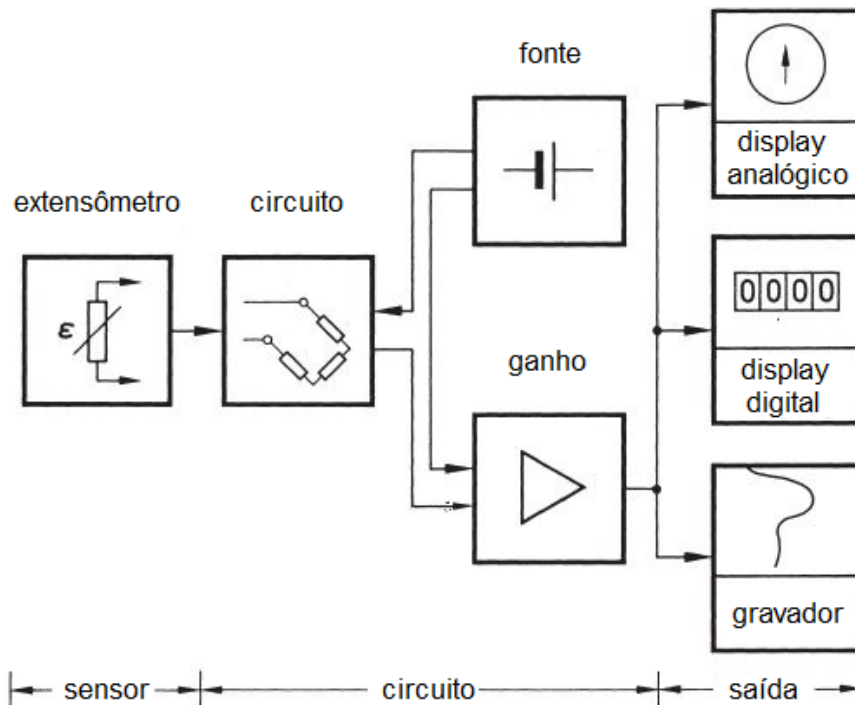 fonte
display
analógico
extensômetro
circuito
ε
0000
ganho
display
digital
gravador
sensor
circuito
saída